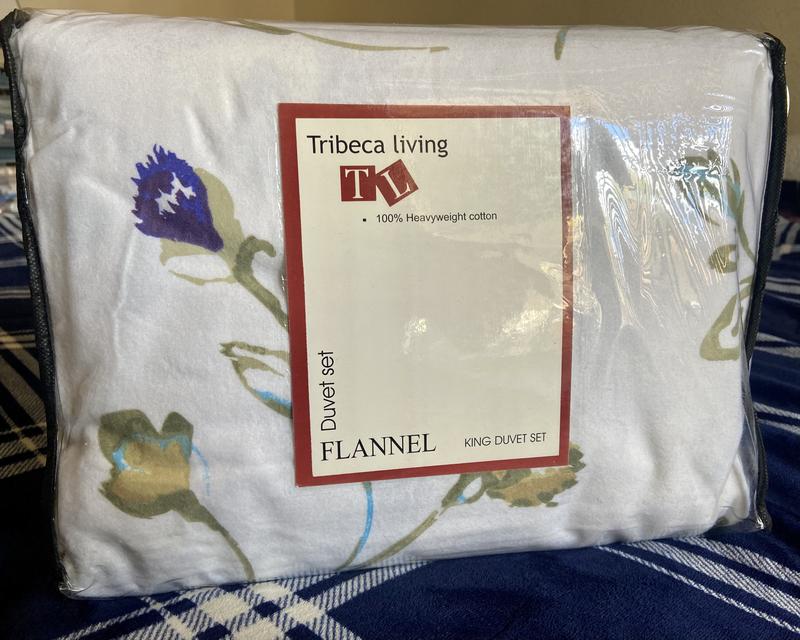 Tribeca living
TL
▪ 100% Heavyweight cotton
Duvet set
FLANNEL KING DUVET SET